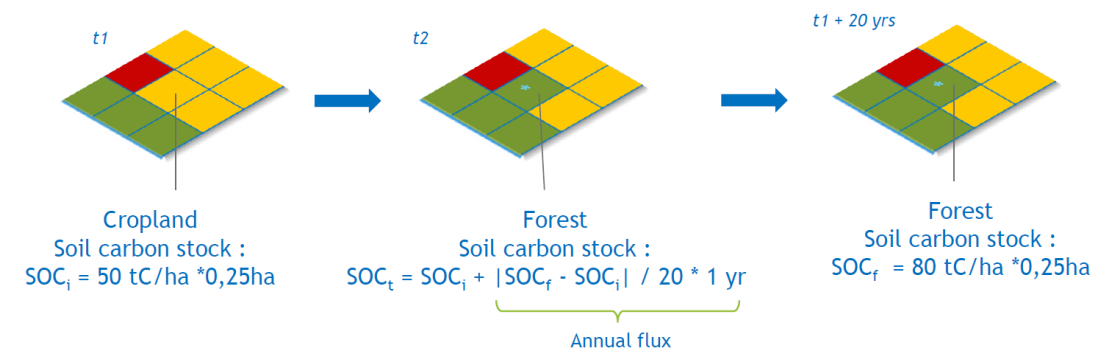 t1
t2
t1 + 20 yrs
*
*
Cropland
Soil carbon stock :
SOCi = 50 tC/ha *0,25ha
Forest
Soil carbon stock :
SOCt = SOCi + |SOCf - SOCi| / 20 * 1 yr
Annual flux
Forest
Soil carbon stock :
SOCf = 80 tC/ha *0,25ha